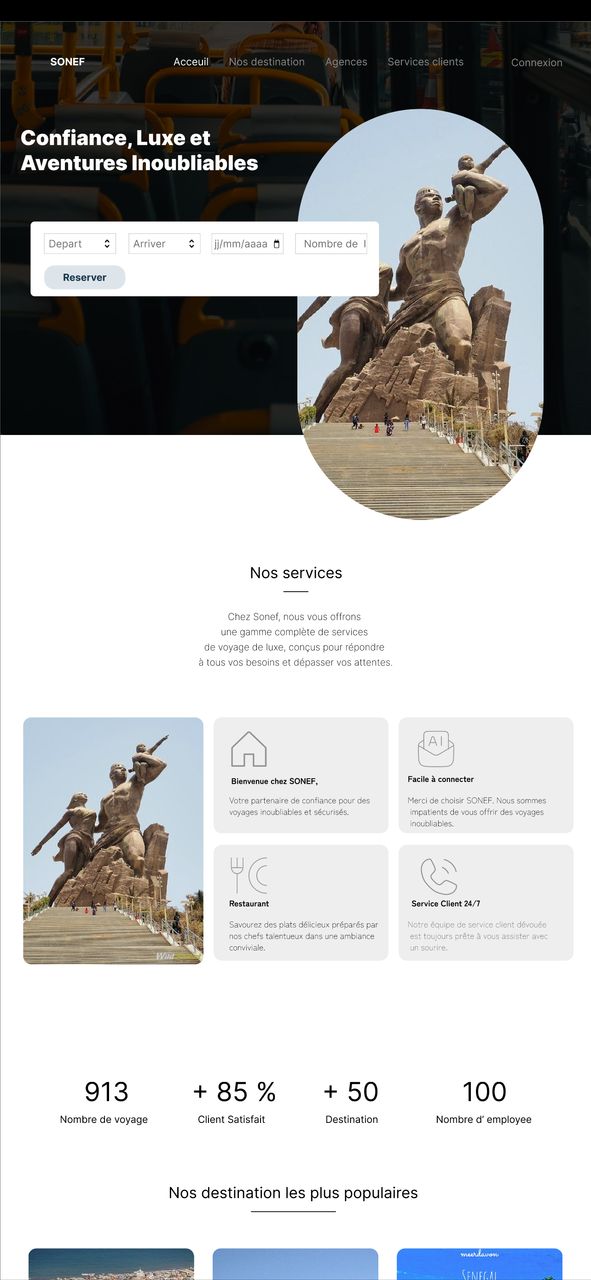 SONEF
Acceuil
Nos destination
Agences
Services clients
Connexion
Confiance, Luxe et
Aventures Inoubliables
Depart
Arriver
jj/mm/aaaa
Nombre de
Reserver
Nos services
Chez Sonef, nous vous offrons
une gamme complète de services
de voyage de luxe, conçus pour répondre
à tous vos besoins et dépasser vos attentes.
Bienvenue chez SONEF,
Votre partenaire de confiance pour des
voyages inoubliables et sécurisés.
AI
Facile à connecter
Merci de choisir SONEF. Nous sommes
impatients de vous offrir des voyages
inoubliables.
Restaurant
Savourez des plats délicieux préparés par
nos chefs talentueux dans une ambiance
conviviale.
Service Client 24/7
Notre équipe de service client dévouée
est toujours prête à vous assister avec
un sourire.
913
Nombre de voyage
+ 85 %
Client Satisfait
+ 50
Destination
100
Nombre d’ employee
Nos destination les plus populaires
meerdavon
SENEGAL